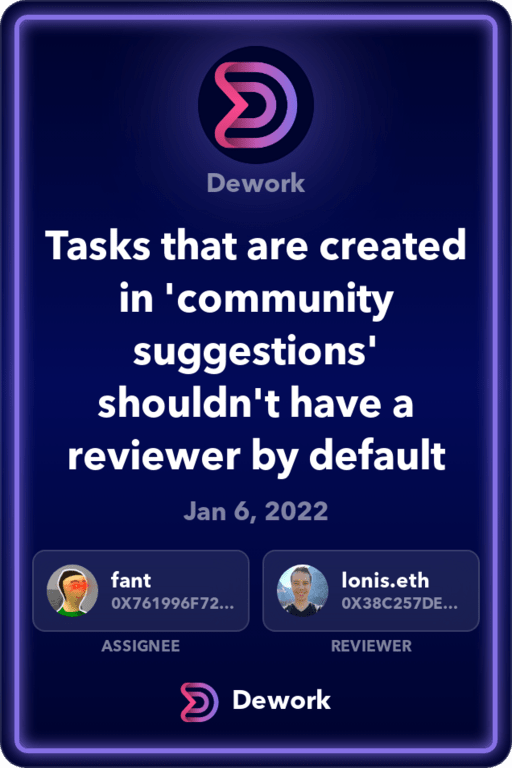 Dework
Tasks that are created
in 'community
suggestions'
shouldn't have a
reviewer by default
Jan 6, 2022
fant
0X761996F72...
lonis.eth
0X38C257DE...
ASSIGNEE
REVIEWER
Dework